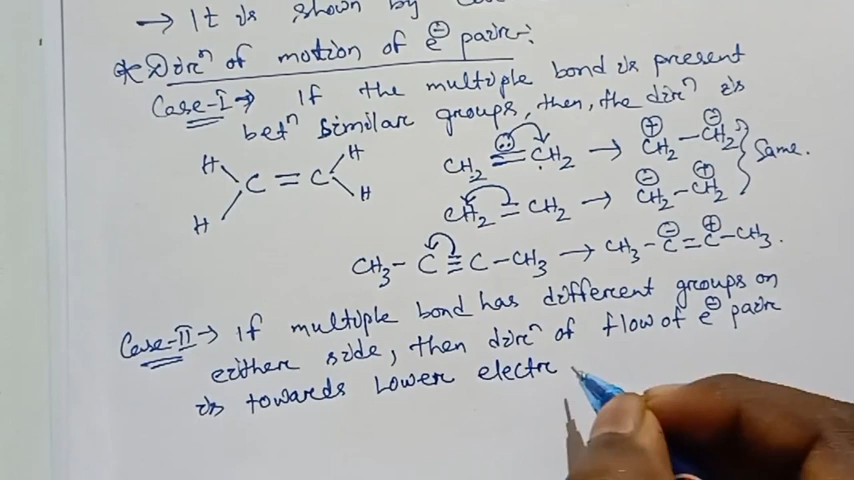 → It is shown by
* Dirⁿ of motion of e⊖ pair:
Case-I → If the multiple bond is present
betⁿ similar groups, then, the dirⁿ is
H H
C = C
H H
CH₂ = CH₂ → ⊕CH₂ – ⊖CH₂
CH₂ = CH₂ → ⊖CH₂ – ⊕CH₂
Same.
CH₃ – C ≡ C – CH₃ → CH₃ – ⊖C = ⊕C – CH₃.
Case-II → If multiple bond has different groups on
either side, then dirⁿ of flow of e⊖ pair
is towards Lower electr